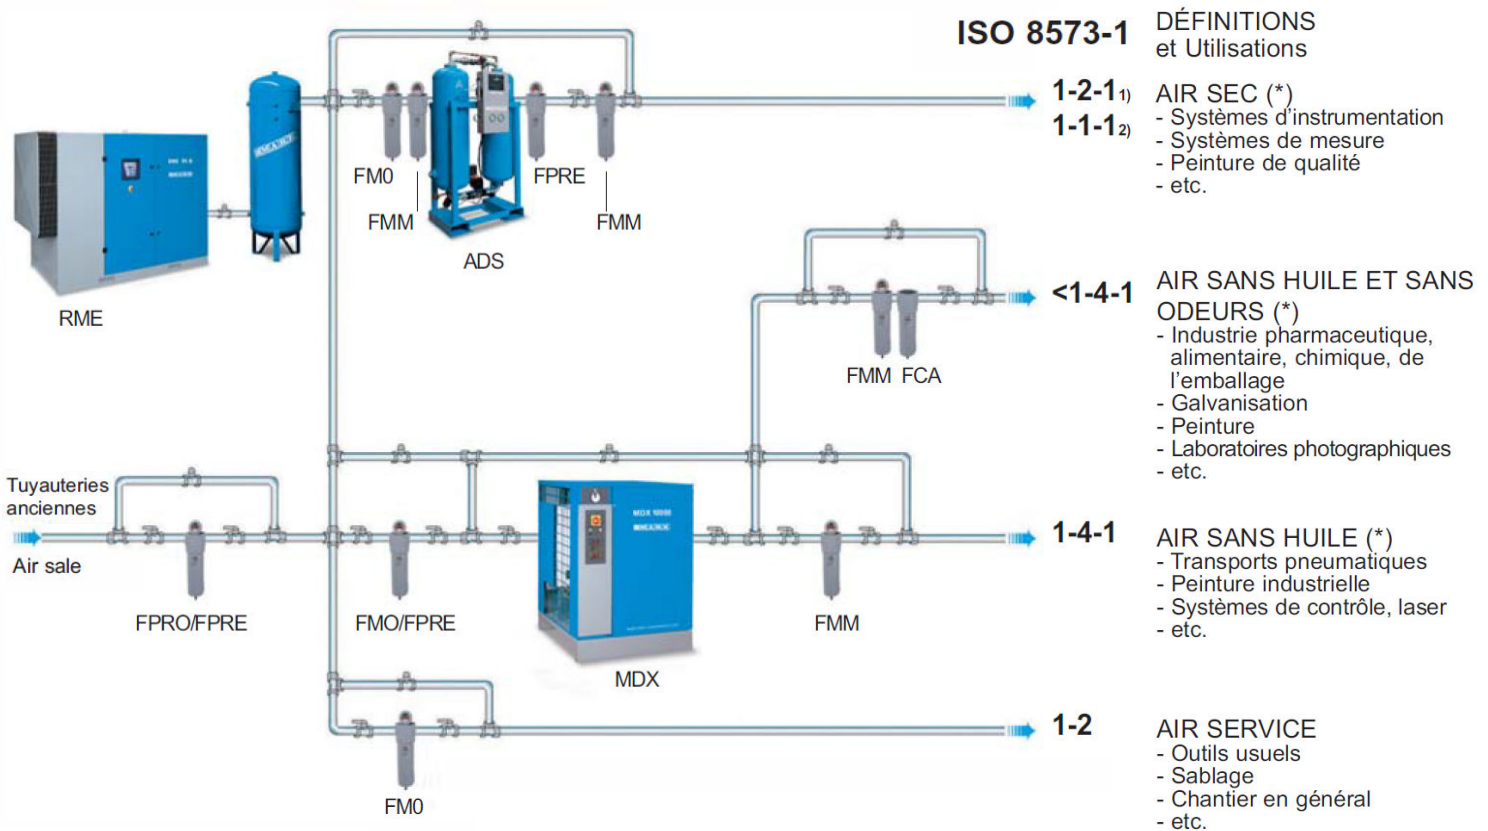 ISO 8573-1
DÉFINITIONS
et Utilisations
1-2-1 1)
1-1-1 2)
AIR SEC (*)
- Systèmes d'instrumentation
- Systèmes de mesure
- Peinture de qualité
- etc.
FM0
FMM
ADS
FPRE
FMM
RME
<1-4-1
AIR SANS HUILE ET SANS
ODEURS (*)
- Industrie pharmaceutique,
alimentaire, chimique, de
l'emballage
- Galvanisation
- Peinture
- Laboratoires photographiques
- etc.
FMM FCA
Tuyauteries
anciennes
Air sale
FPRO/FPRE
FMO/FPRE
MDX
FMM
1-4-1
AIR SANS HUILE (*)
- Transports pneumatiques
- Peinture industrielle
- Systèmes de contrôle, laser
- etc.
1-2
AIR SERVICE
- Outils usuels
- Sablage
- Chantier en général
- etc.
FM0